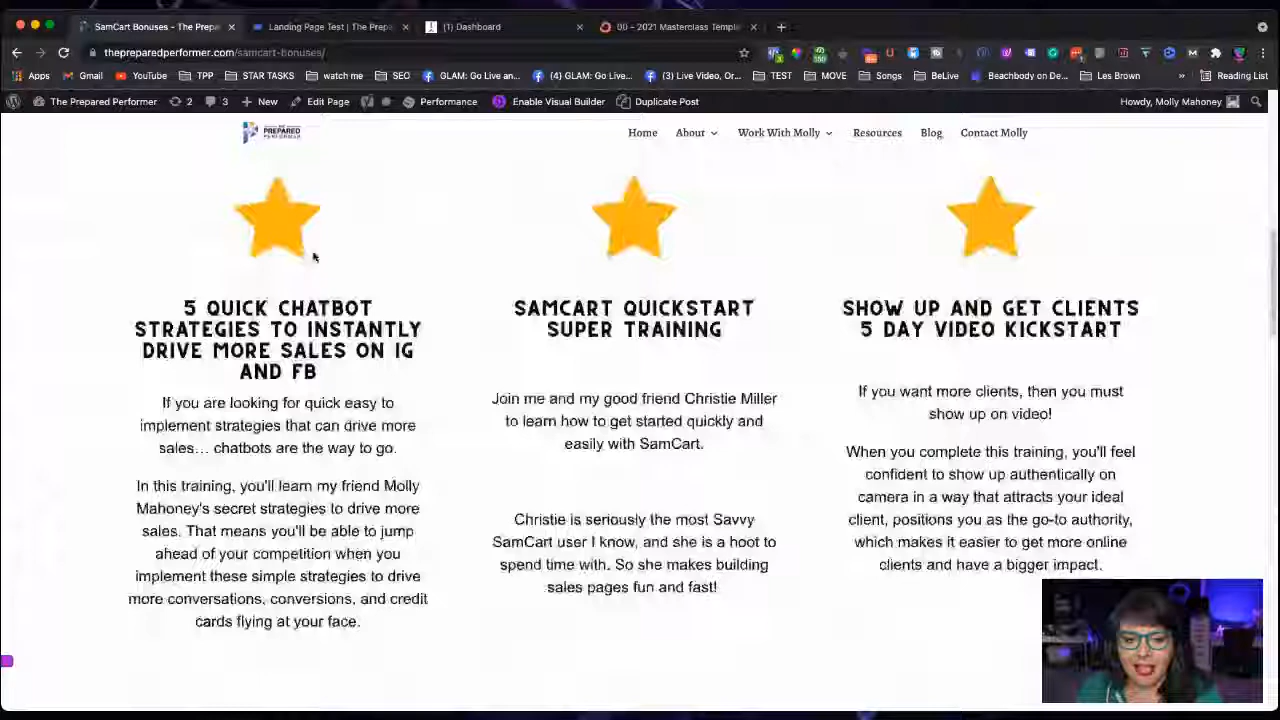 SamCart Bonuses - The Prepa
Landing Page Test | The Prepare
(1) Dashboard
00 - 2021 Masterclass Templ
thepreparedperformer.com/samcart-bonuses/
Apps Gmail YouTube TPP STAR TASKS watch me SEO GLAM: Go Live an... (4) GLAM: Go Live... (3) Live Video, Or... TEST MOVE Songs BeLive Beachbody on De... Les Brown » Reading List
The Prepared Performer 2 3 + New Edit Page Performance Enable Visual Builder Duplicate Post Howdy, Molly Mahoney
PREPARED
Home About Work With Molly Resources Blog Contact Molly
5 QUICK CHATBOT
STRATEGIES TO INSTANTLY
DRIVE MORE SALES ON IG
AND FB
If you are looking for quick easy to
implement strategies that can drive more
sales... chatbots are the way to go.
In this training, you'll learn my friend Molly
Mahoney's secret strategies to drive more
sales. That means you'll be able to jump
ahead of your competition when you
implement these simple strategies to drive
more conversations, conversions, and credit
cards flying at your face.
SAMCART QUICKSTART
SUPER TRAINING
Join me and my good friend Christie Miller
to learn how to get started quickly and
easily with SamCart.
Christie is seriously the most Savvy
SamCart user I know, and she is a hoot to
spend time with. So she makes building
sales pages fun and fast!
SHOW UP AND GET CLIENTS
5 DAY VIDEO KICKSTART
If you want more clients, then you must
show up on video!
When you complete this training, you'll feel
confident to show up authentically on
camera in a way that attracts your ideal
client, positions you as the go-to authority,
which makes it easier to get more online
clients and have a bigger impact.